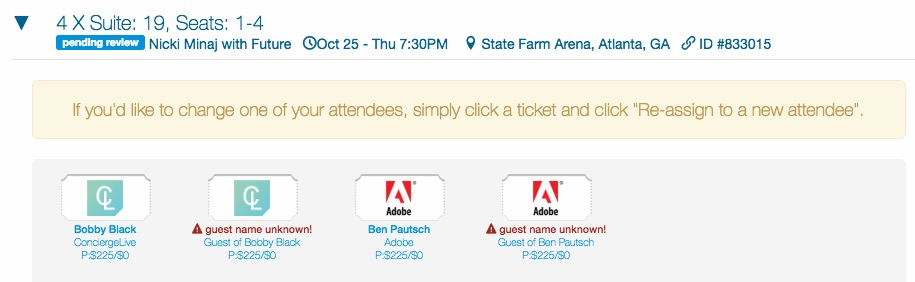 4 X Suite: 19, Seats: 1-4
pending review Nicki Minaj with Future Oct 25 - Thu 7:30PM State Farm Arena, Atlanta, GA ID #833015
If you'd like to change one of your attendees, simply click a ticket and click "Re-assign to a new attendee".
CL CL Adobe Adobe
Bobby Black guest name unknown! Ben Pautsch guest name unknown!
ConciergeLive Guest of Bobby Black Adobe Guest of Ben Pautsch
P:$225/$0 P:$225/$0 P:$225/$0 P:$225/$0